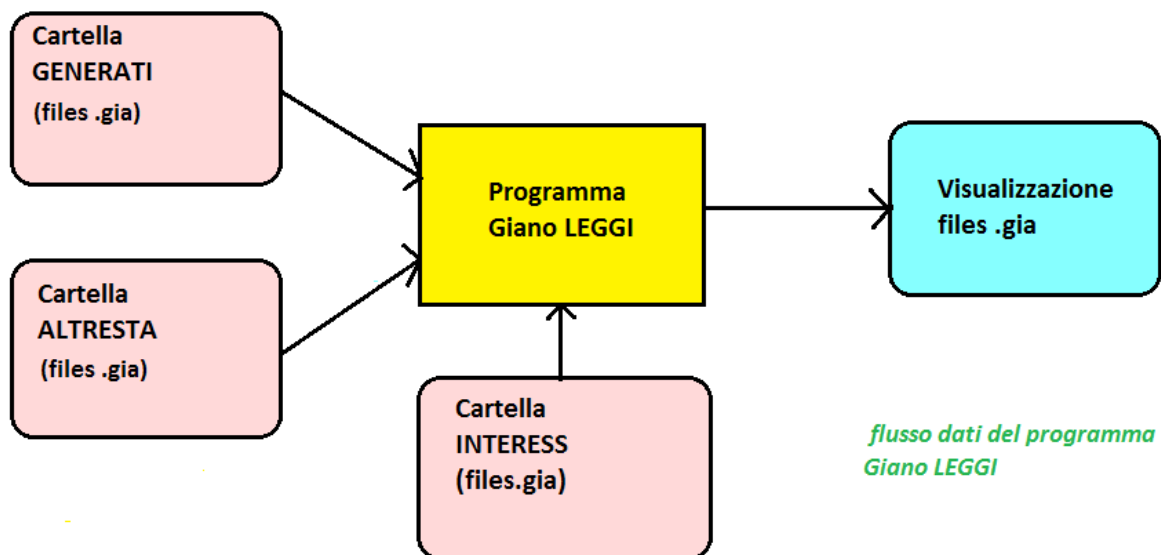 Cartella
GENERATI
(files .gia)
Programma
Giano LEGGI
Visualizzazione
files .gia
Cartella
ALTRESTA
(files .gia)
Cartella
INTERESS
(files.gia)
flusso dati del programma
Giano LEGGI